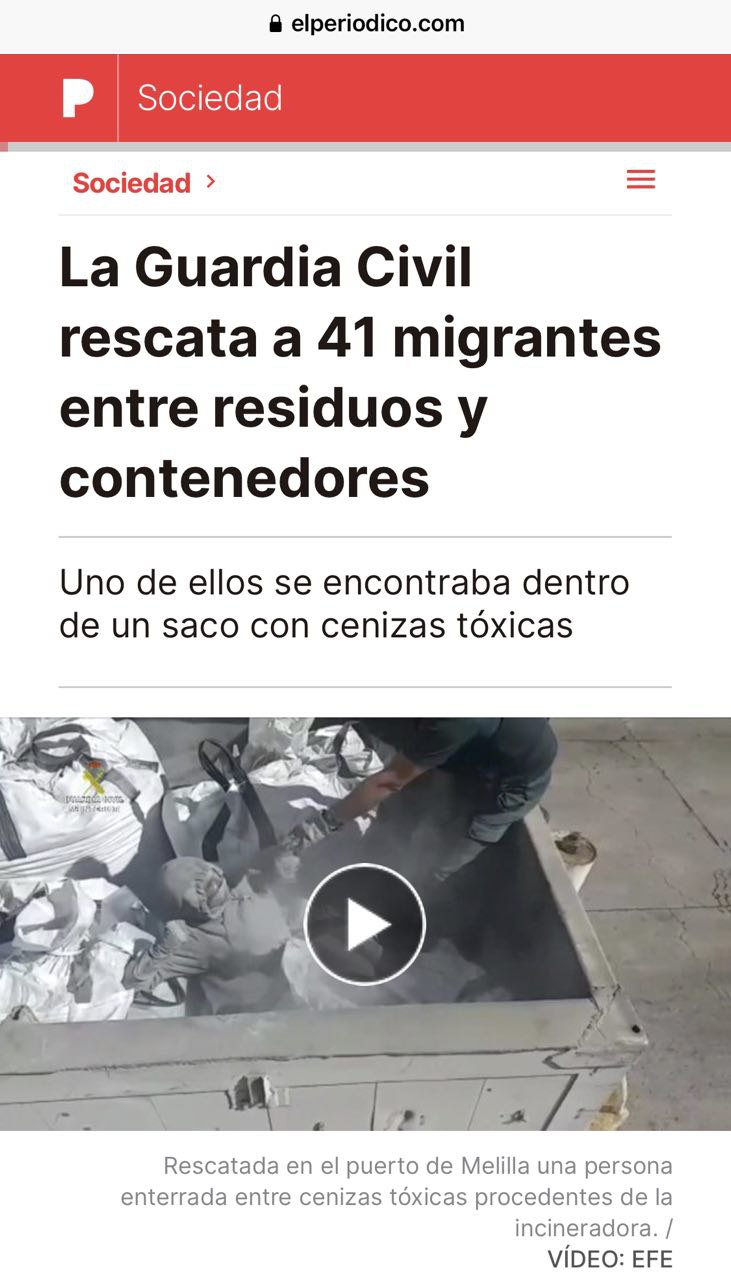 elperiodico.com
P Sociedad
Sociedad >
La Guardia Civil
rescata a 41 migrantes
entre residuos y
contenedores
Uno de ellos se encontraba dentro
de un saco con cenizas tóxicas
GUARDIA CIVIL
Rescatada en el puerto de Melilla una persona
enterrada entre cenizas tóxicas procedentes de la
incineradora. /
VÍDEO: EFE